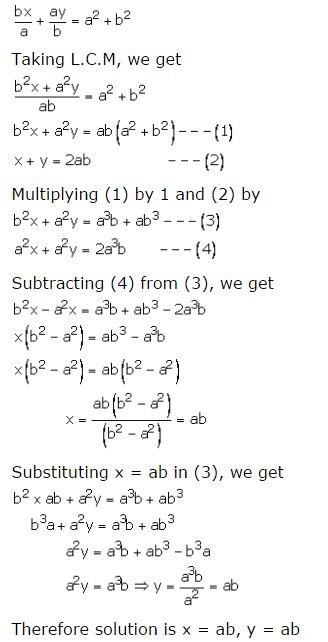 bx/a + ay/b = a² + b²
Taking L.C.M, we get
b²x + a²y / ab = a² + b²
b²x + a²y = ab(a² + b²) - - - (1)
x + y = 2ab - - - (2)
Multiplying (1) by 1 and (2) by
b²x + a²y = a³b + ab³ - - - (3)
a²x + a²y = 2a³b - - - (4)
Subtracting (4) from (3), we get
b²x - a²x = a³b + ab³ - 2a³b
x(b² - a²) = ab³ - a³b
x(b² - a²) = ab(b² - a²)
x = ab(b² - a²) / (b² - a²) = ab
Substituting x = ab in (3), we get
b² x ab + a²y = a³b + ab³
b³a + a²y = a³b + ab³
a²y = a³b + ab³ - b³a
a²y = a³b ⇒ y = a³b / a² = ab
Therefore solution is x = ab, y = ab